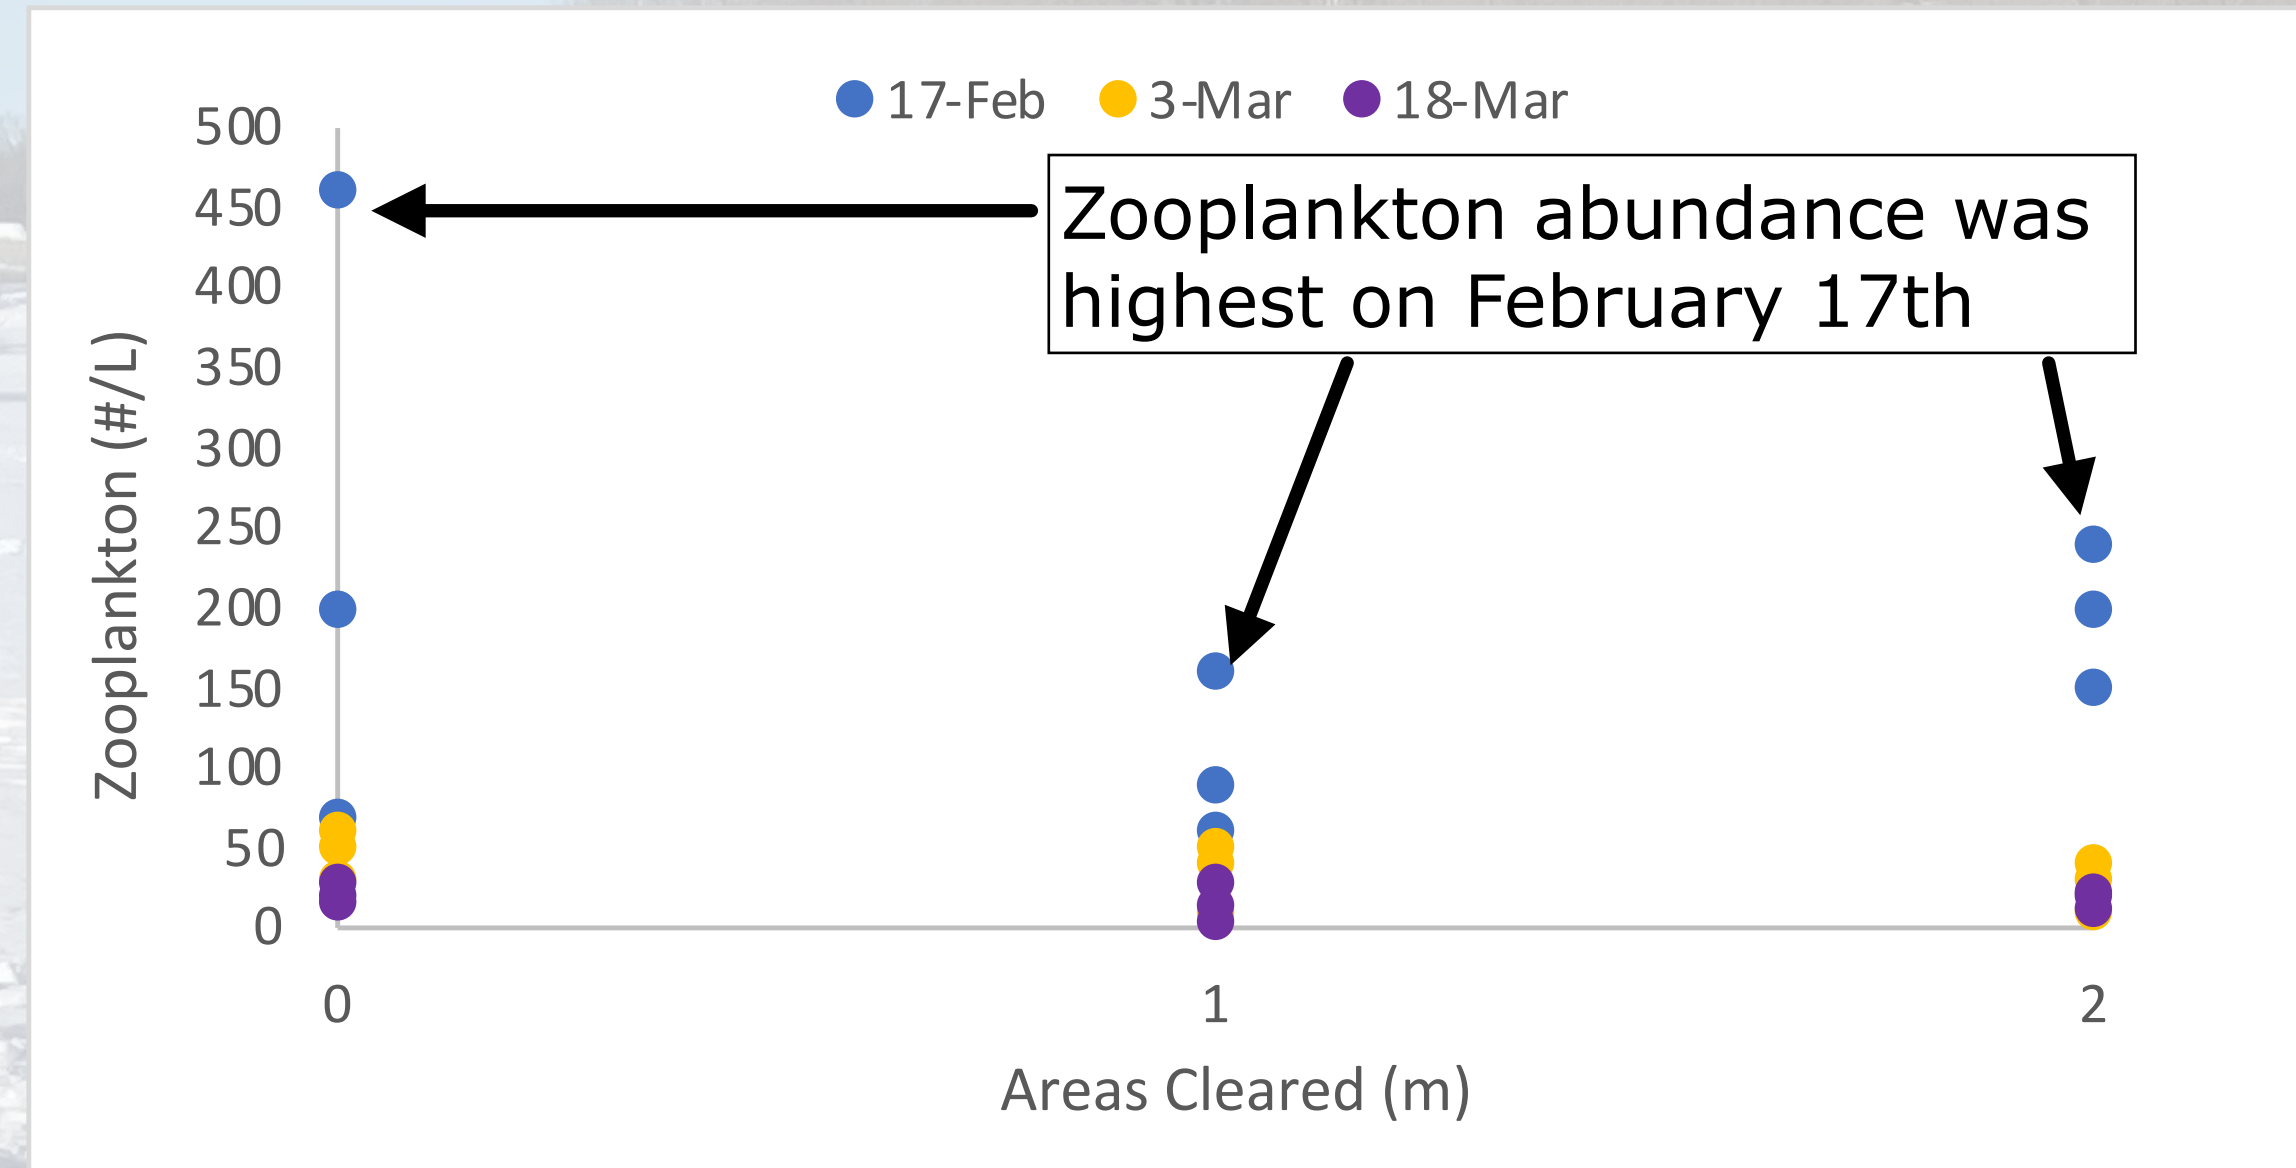 17-Feb 3-Mar 18-Mar
Zooplankton abundance was
highest on February 17th
Zooplankton (#/L)
500
450
400
350
300
250
200
150
100
50
0
0 1 2
Areas Cleared (m)